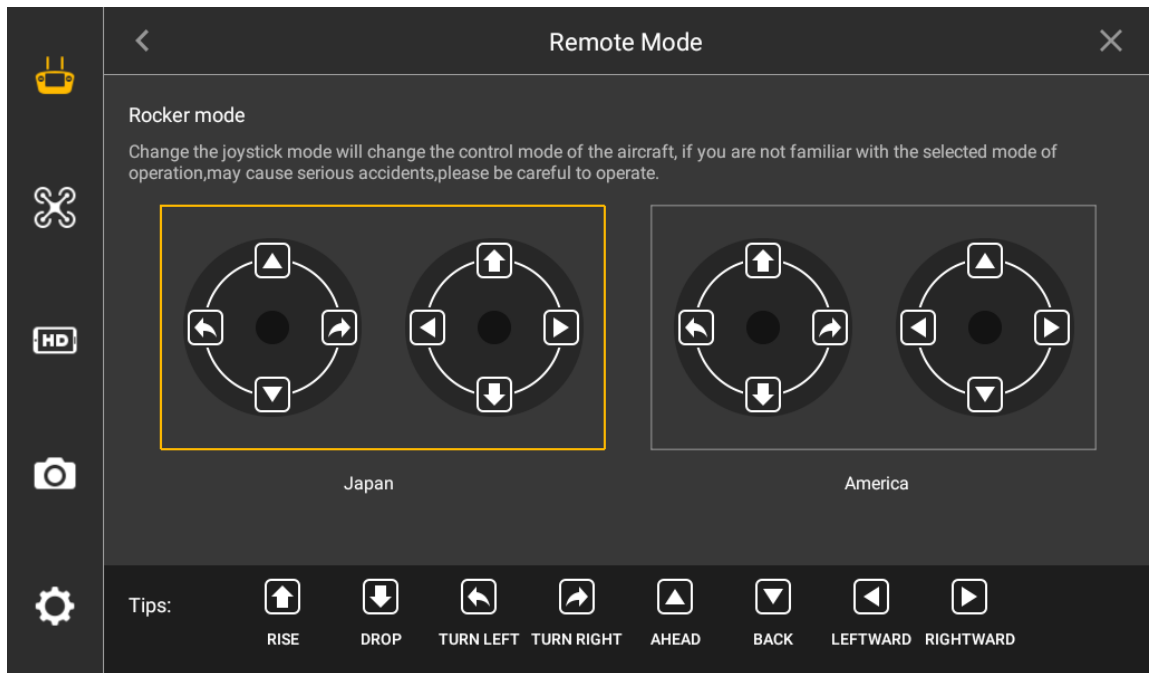 Remote Mode
Rocker mode
Change the joystick mode will change the control mode of the aircraft, if you are not familiar with the selected mode of
operation,may cause serious accidents,please be careful to operate.
HD
Japan
America
Tips:
RISE
DROP
TURN LEFT
TURN RIGHT
AHEAD
BACK
LEFTWARD
RIGHTWARD